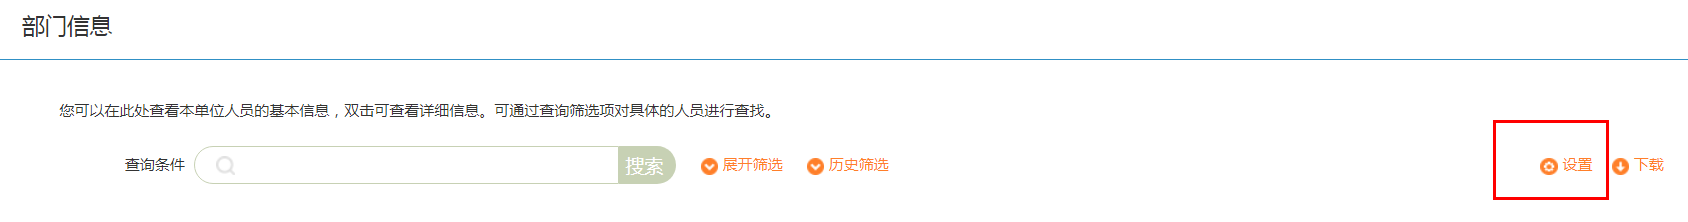 部门信息
您可以在此处查看本单位人员的基本信息，双击可查看详细信息。可通过查询筛选项对具体的人员进行查找。
查询条件 搜索 展开筛选 历史筛选 设置 下载